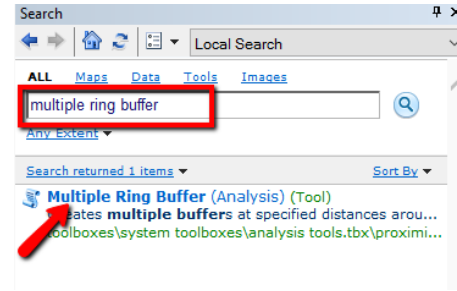 Search
Local Search
ALL Maps Data Tools Images
multiple ring buffer
Any Extent
Search returned 1 items Sort By
Multiple Ring Buffer (Analysis) (Tool)
multiple buffers at specified distances arou...
toolboxes\system toolboxes\analysis tools.tbx\proximi...